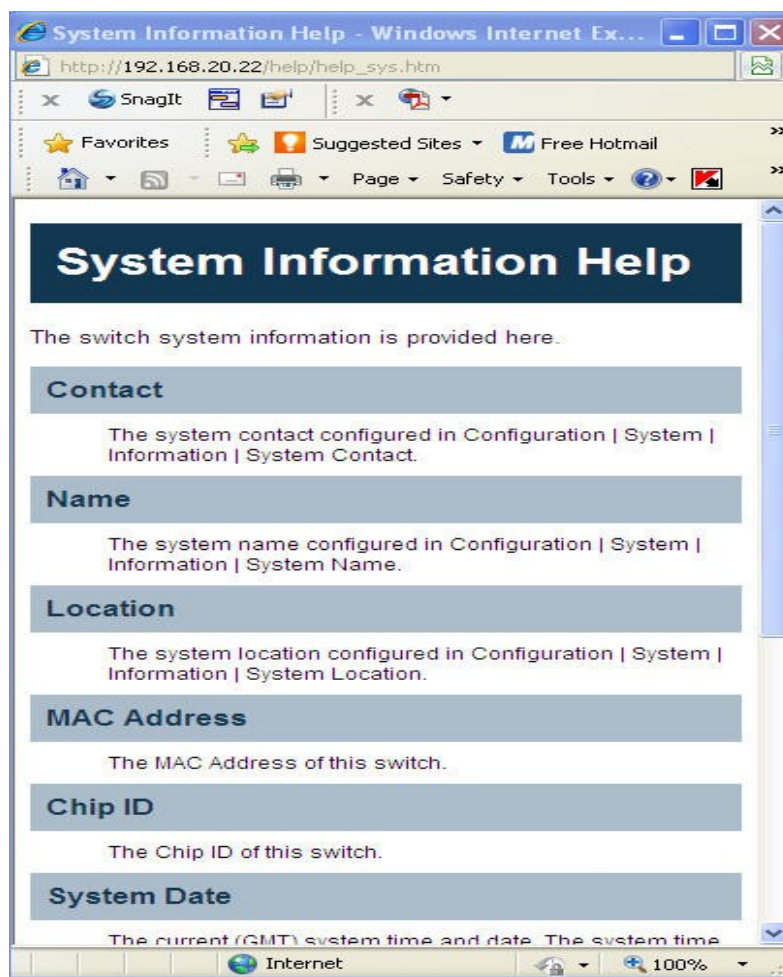 System Information Help - Windows Internet Ex...
http://192.168.20.22/help/help_sys.htm
SnagIt
Favorites Suggested Sites Free Hotmail
Page Safety Tools
System Information Help
The switch system information is provided here.
Contact
The system contact configured in Configuration | System |
Information | System Contact.
Name
The system name configured in Configuration | System |
Information | System Name.
Location
The system location configured in Configuration | System |
Information | System Location.
MAC Address
The MAC Address of this switch.
Chip ID
The Chip ID of this switch.
System Date
The current (GMT) system time and date. The system time
Internet 100%